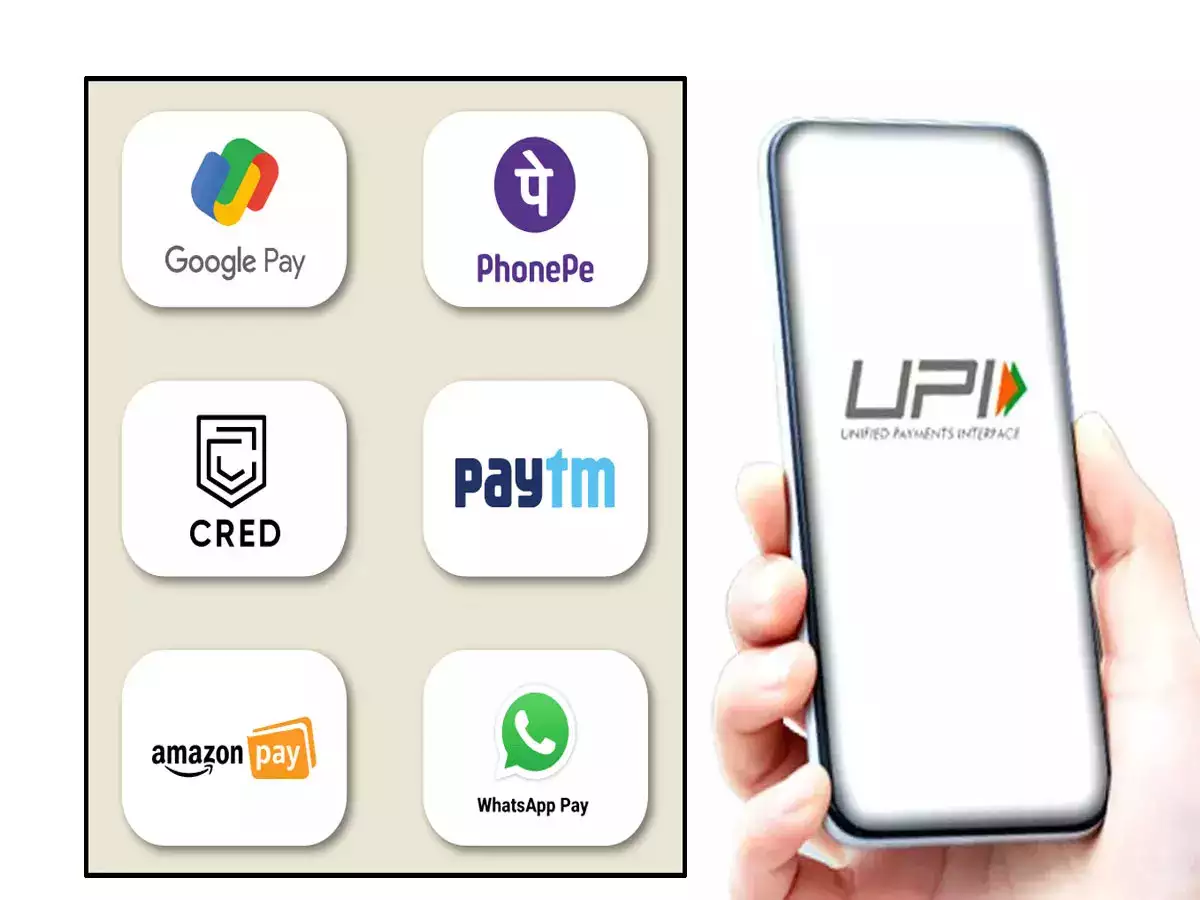 Google Pay
पे
PhonePe
CRED
paytm
amazon pay
WhatsApp Pay
UPI
UNIFIED PAYMENTS INTERFACE